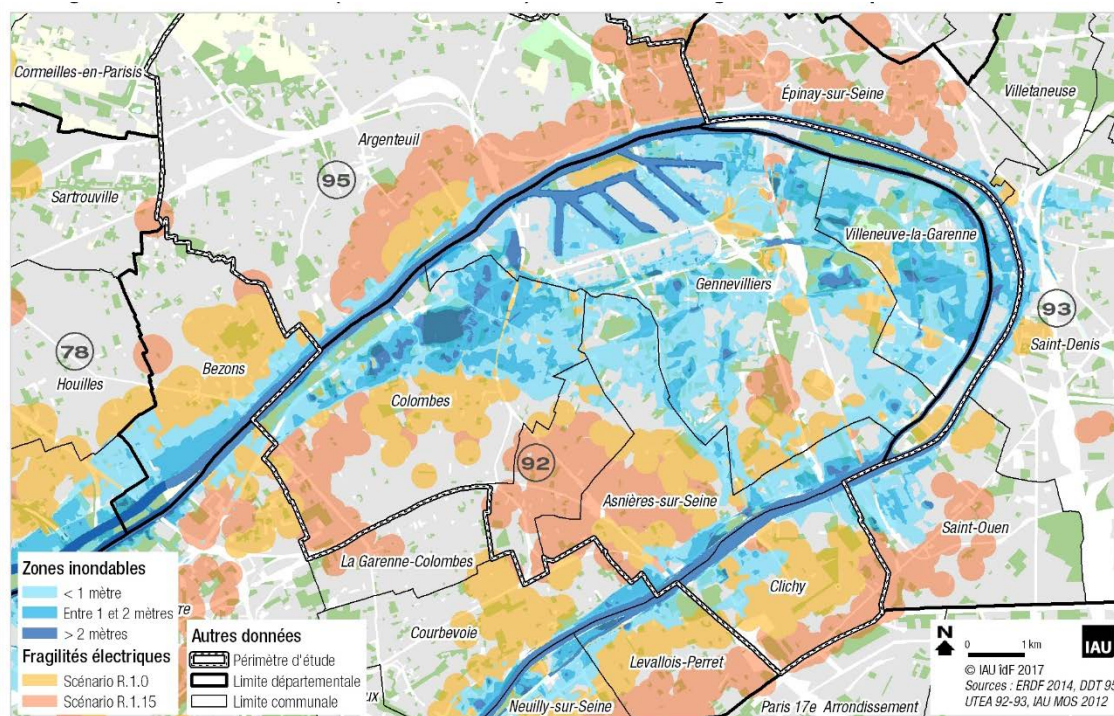 Cormeilles-en-Parisis
Argenteuil
Épinay-sur-Seine
Villetaneuse
95
Sartrouville
Villeneuve-la-Garenne
Gennevilliers
93
78
Houilles
Bezons
Saint-Denis
Colombes
92
Asnières-sur-Seine
Saint-Ouen
La Garenne-Colombes
Clichy
Courbevoie
Levallois-Perret
Neuilly-sur-Seine
Paris 17e Arrondissement
Zones inondables
< 1 mètre
Entre 1 et 2 mètres
> 2 mètres
Fragilités électriques
Scénario R.1.0
Scénario R.1.15
Autres données
Périmètre d'étude
Limite départementale
Limite communale
N
0 1 km
IAU
© IAU îdF 2017
Sources : ERDF 2014, DDT 95
UTEA 92-93, IAU MOS 2012